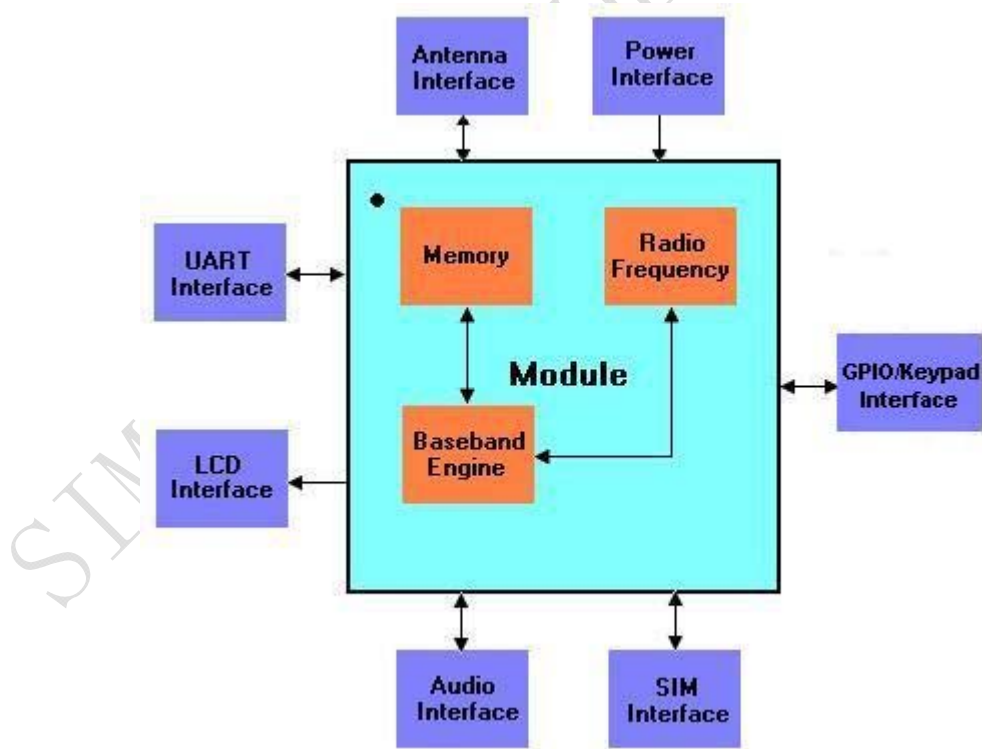 Antenna
Interface
Power
Interface
UART
Interface
Memory
Radio
Frequency
Module
GPIO/Keypad
Interface
LCD
Interface
Baseband
Engine
Audio
Interface
SIM
Interface
SIM